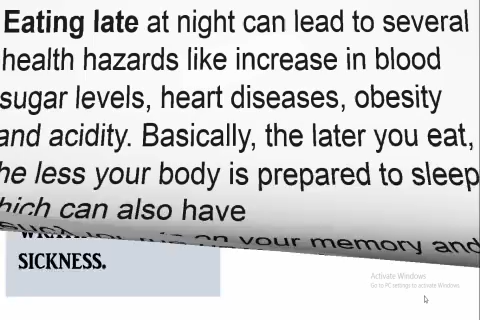 Eating late at night can lead to several
health hazards like increase in blood
sugar levels, heart diseases, obesity
and acidity. Basically, the later you eat,
he less your body is prepared to sleep
hich can also have
on your memory and
SICKNESS.
Activate Windows
Go to PC settings to activate Windows.